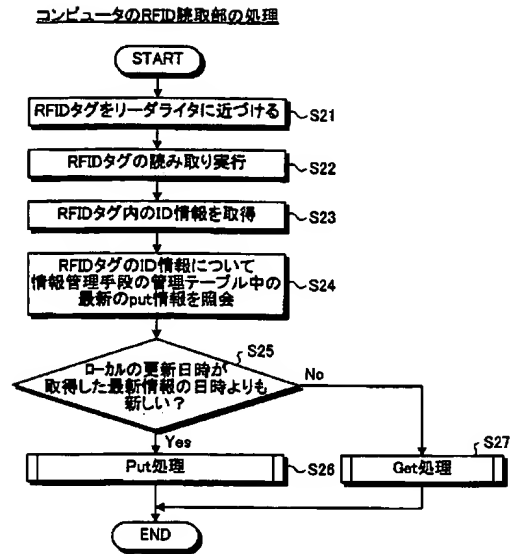 コンピュータのRFID読取部の処理
START
RFIDタグをリーダライタに近づける
S21
RFIDタグの読み取り実行
S22
RFIDタグ内のID情報を取得
S23
RFIDタグのID情報について
情報管理手段の管理テーブル中の
最新のput情報を照会
S24
S25
ローカルの更新日時が
取得した最新情報の日時よりも
新しい？
No
Yes
S27
Put処理
S26
Get処理
END